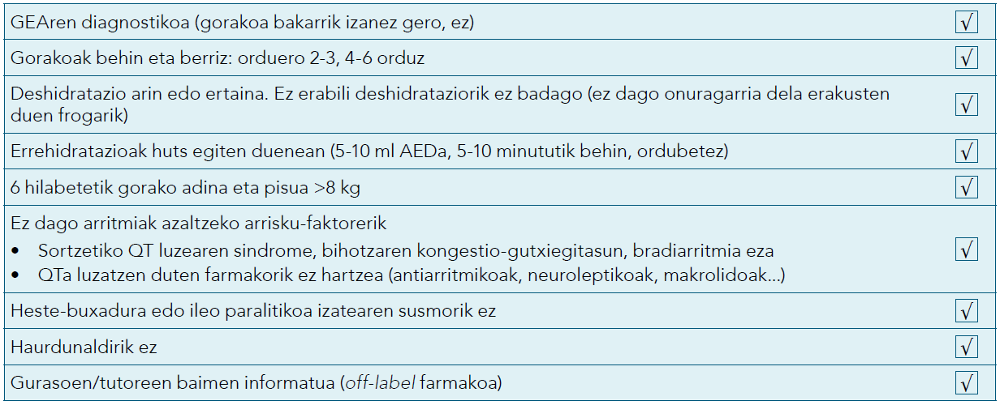 GEAren diagnostikoa (gorakoa bakarrik izanez gero, ez) √
Gorakoak behin eta berriz: orduero 2-3, 4-6 orduz √
Deshidratazio arin edo ertaina. Ez erabili deshidrataziorik ez badago (ez dago onuragarria dela erakusten
duen frogarik) √
Errehidratazioak huts egiten duenean (5-10 ml AEDa, 5-10 minututik behin, ordubetez) √
6 hilabetetik gorako adina eta pisua >8 kg √
Ez dago arritmiak azaltzeko arrisku-faktorerik
• Sortzetiko QT luzearen sindrome, bihotzaren kongestio-gutxiegitasun, bradiarritmia eza √
• QTa luzatzen duten farmakorik ez hartzea (antiarritmikoak, neuroleptikoak, makrolidoak...)
Heste-buxadura edo ileo paralitikoa izatearen susmorik ez √
Haurdunaldirik ez √
Gurasoen/tutoreen baimen informatua (off-label farmakoa) √